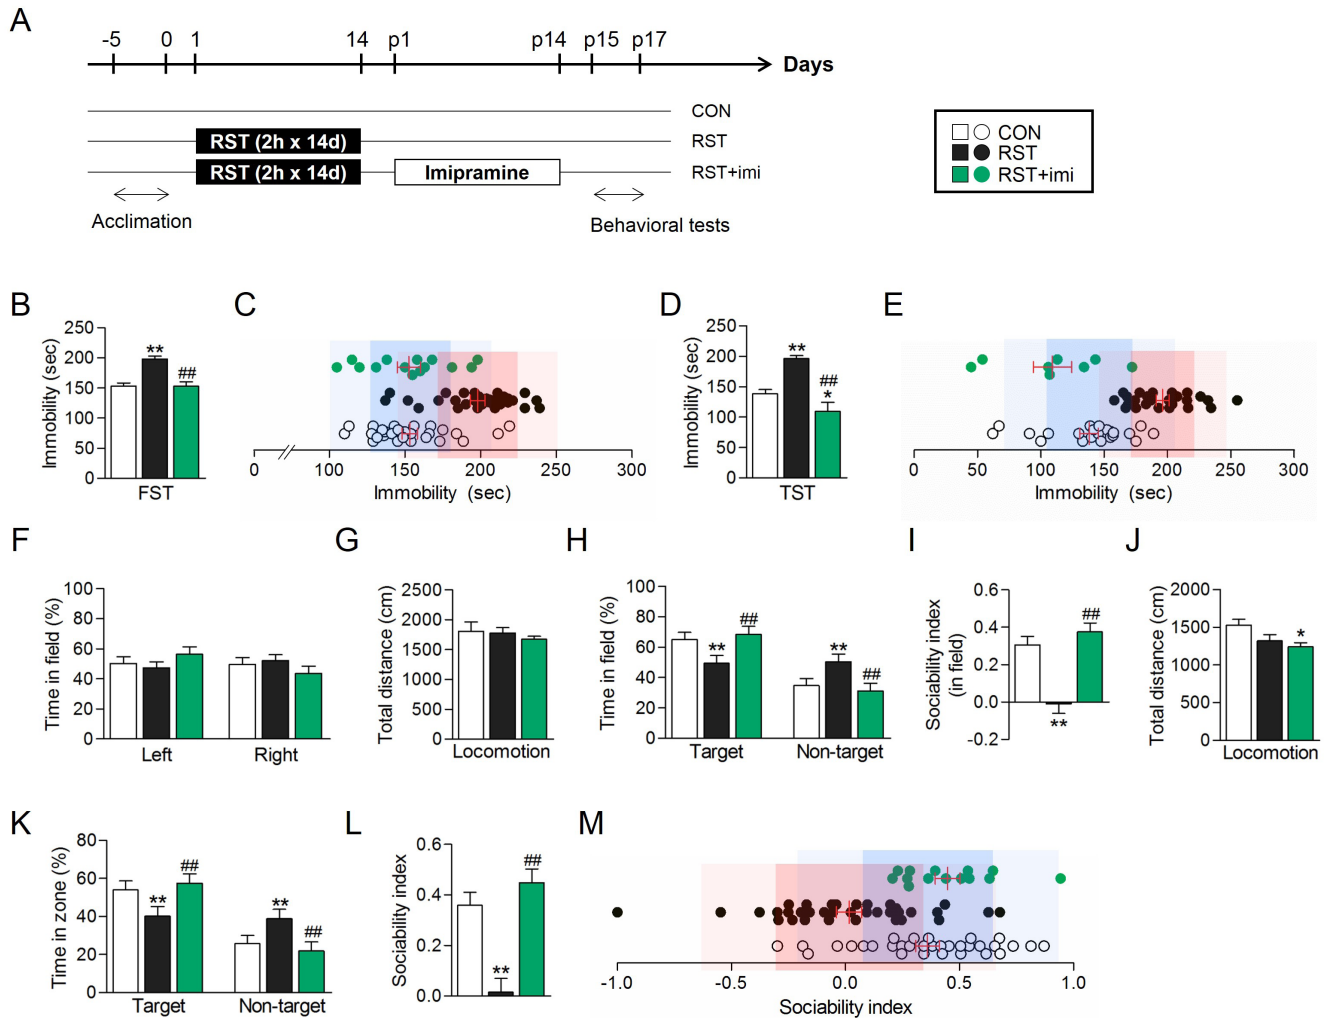 A
-5 0 1 14 p1 p14 p15 p17
Days
CON
RST (2h x 14d) RST
RST (2h x 14d) Imipramine RST+imi
Acclimation Behavioral tests
CON
RST
RST+imi
B
Immobility (sec)
250
200
150
100
50
0
**
##
FST
C
0 100 150 200 250 300
Immobility (sec)
D
Immobility (sec)
250
200
150
100
50
0
**
##
*
TST
E
0 50 100 150 200 250 300
Immobility (sec)
F
Time in field (%)
100
80
60
40
20
0
Left Right
G
Total distance (cm)
2500
2000
1500
1000
500
0
Locomotion
H
Time in field (%)
100
80
60
40
20
0
** ## ** ##
Target Non-target
I
Sociability index
(in field)
0.6
0.4
0.2
0.0
-0.2
**
##
J
Total distance (cm)
2000
1500
1000
500
0
*
Locomotion
K
Time in zone (%)
80
60
40
20
0
** ## ** ##
Target Non-target
L
Sociability index
0.6
0.4
0.2
0.0
**
##
M
-1.0 -0.5 0.0 0.5 1.0
Sociability index